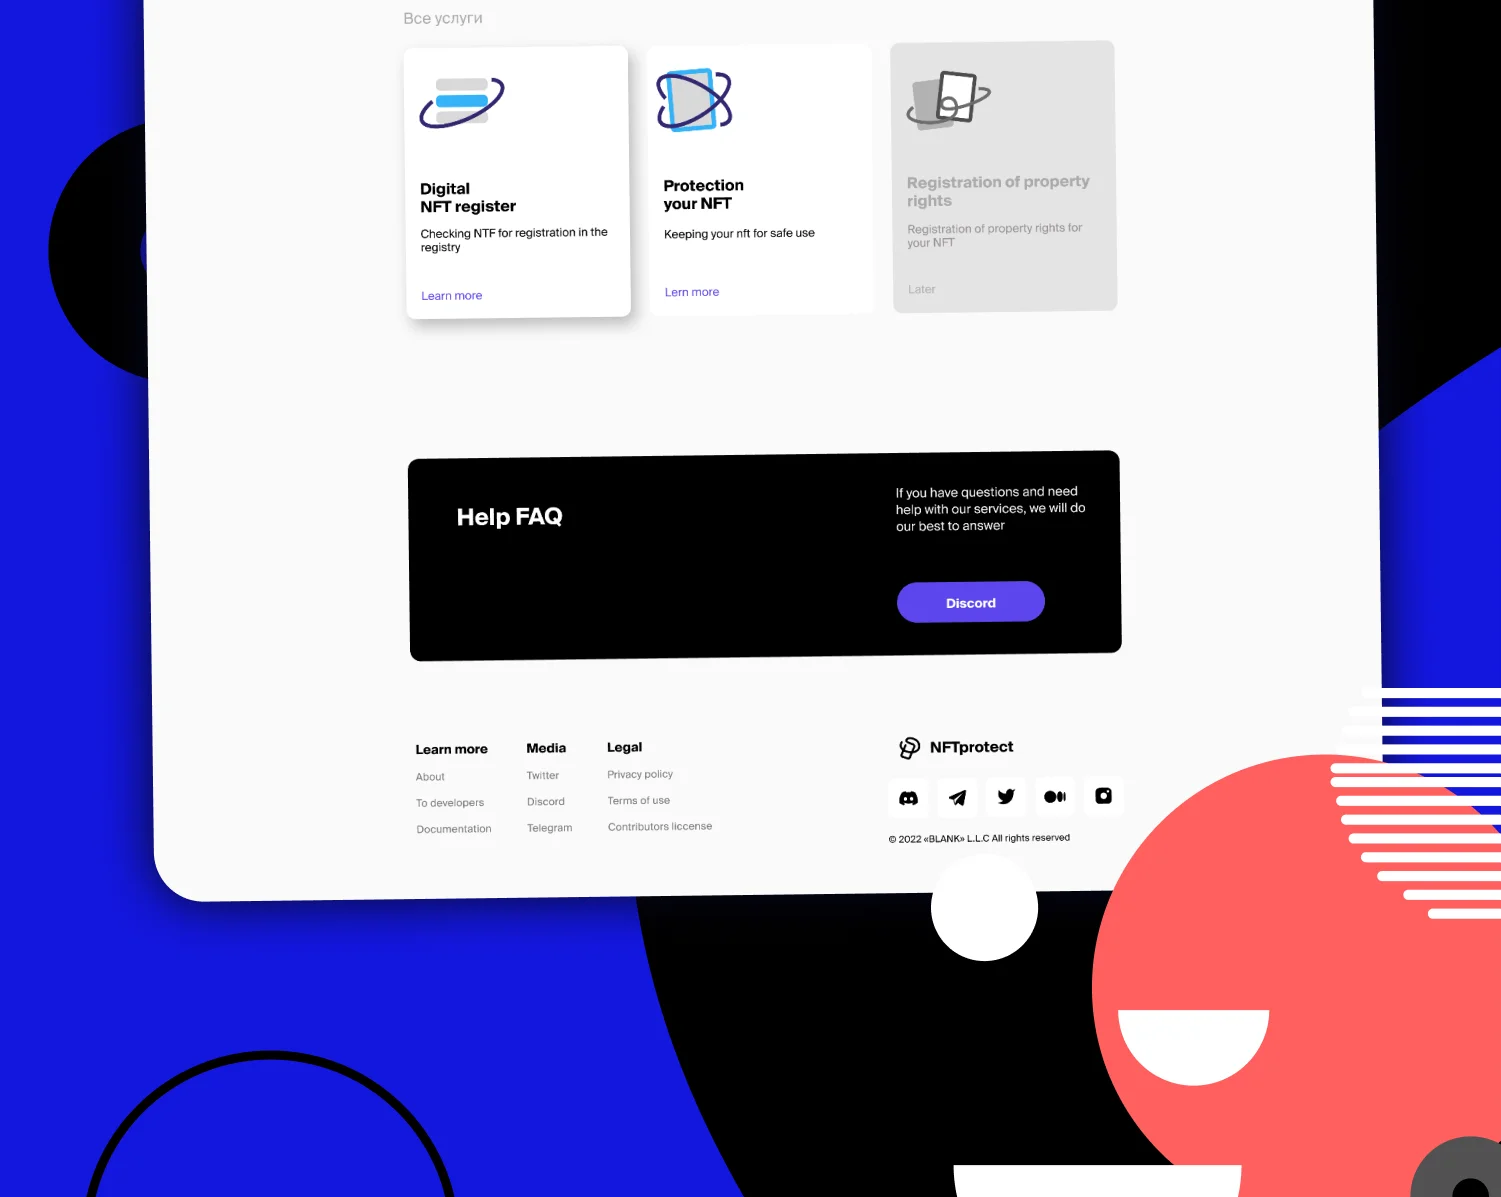 Все услуги
Digital
NFT register
Checking NTF for registration in the
registry
Learn more
Protection
your NFT
Keeping your nft for safe use
Lern more
Registration of property
rights
Registration of property rights for
your NFT
Later
Help FAQ
If you have questions and need
help with our services, we will do
our best to answer
Discord
Learn more
About
To developers
Documentation
Media
Twitter
Discord
Telegram
Legal
Privacy policy
Terms of use
Contributors liccense
NFTprotect
© 2022 «BLANK» L.L.C All rights reserved